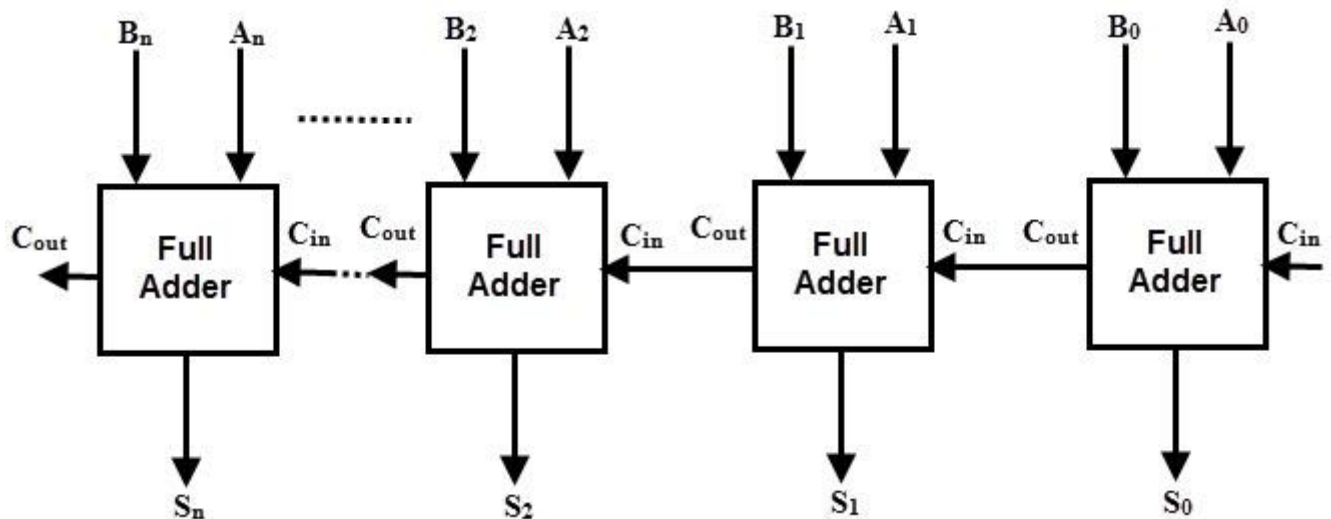 Bₙ Aₙ B₂ A₂ B₁ A₁ B₀ A₀
Cout Full Adder Cin Cout Full Adder Cin Cout Full Adder Cin Cout Full Adder Cin
Sₙ S₂ S₁ S₀